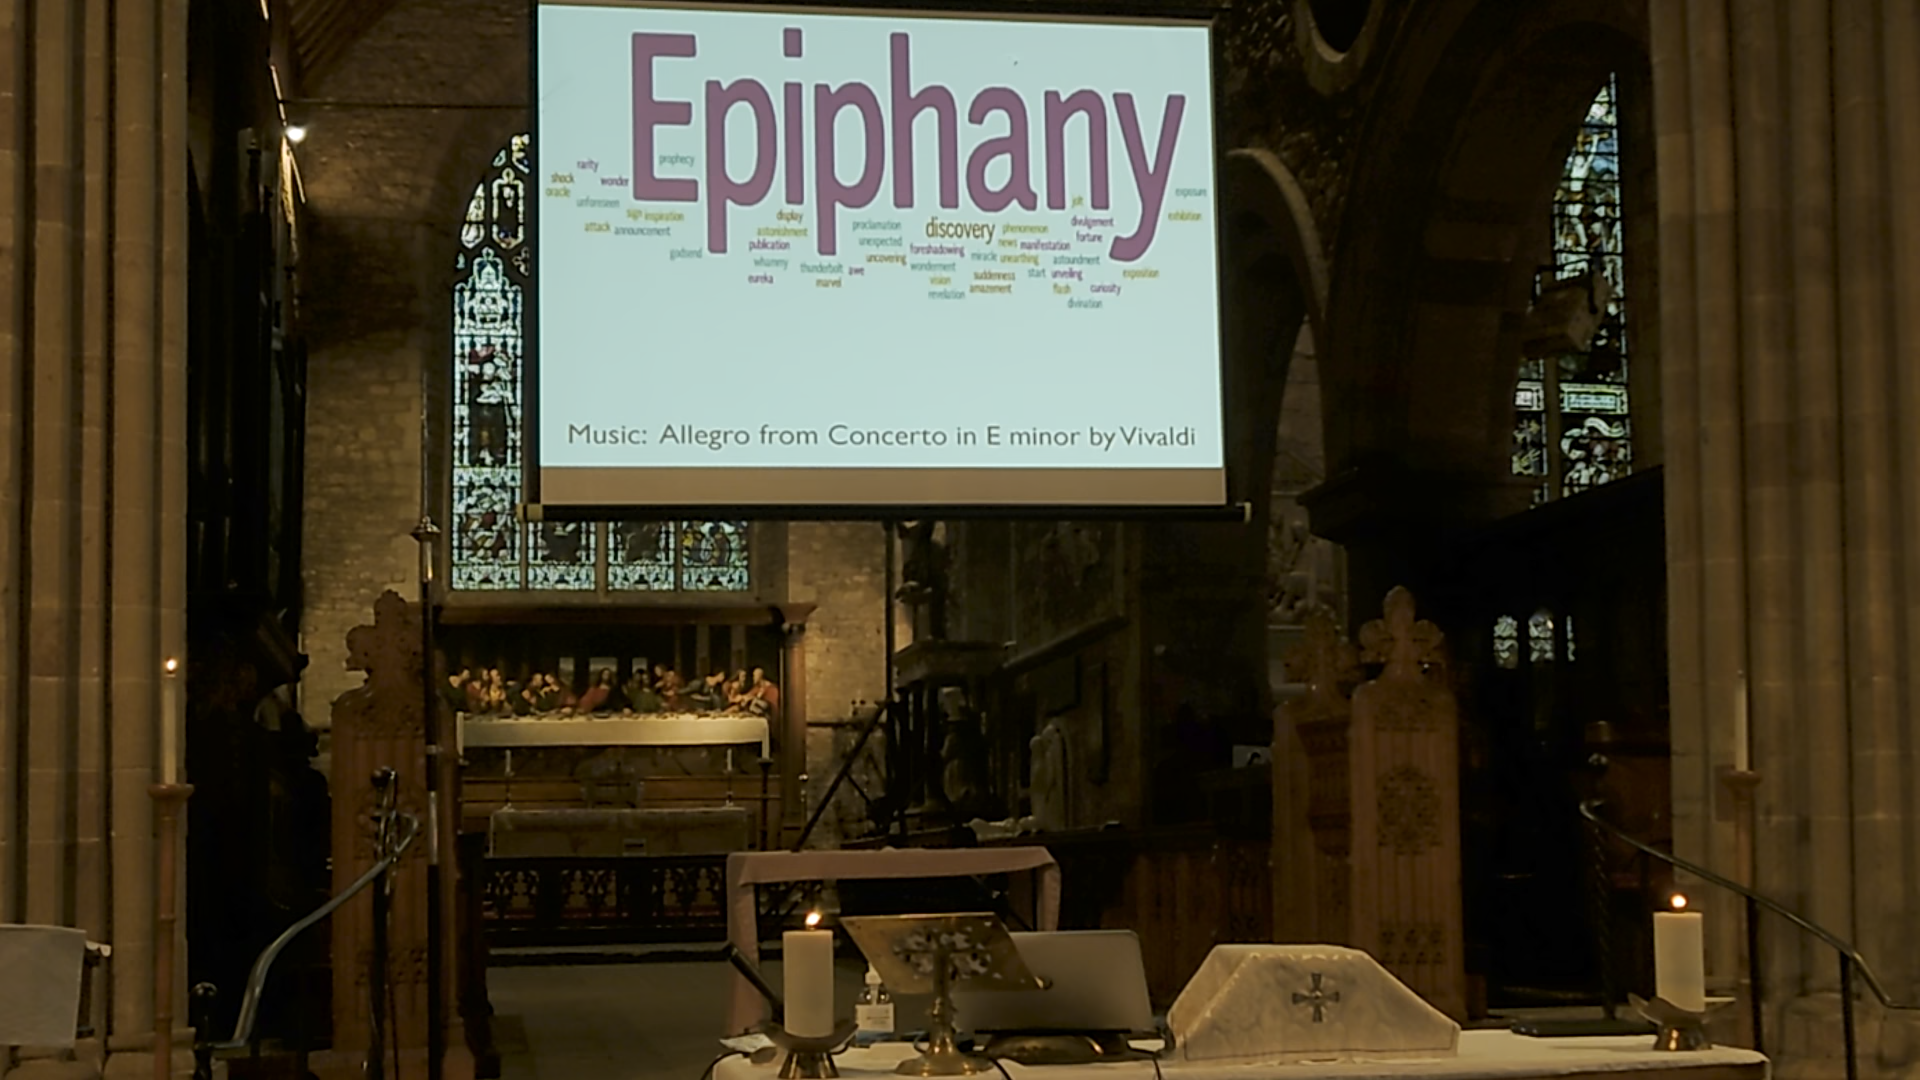 Epiphany
prophecy
rarity
shock
wonder
oracle
unforeseen
sign inspiration
attack announcement
godsend
display
astonishment
publication
whammy
eureka
thunderbolt awe
marvel
proclamation
unexpected
uncovering
discovery
foreshadowing
wonderment
vision
revelation
phenomenon
news manifestation
miracle unearthing
suddenness
amazement
jolt
divulgement
fortune
astoundment
start unveiling
flash
curiosity
divination
exposure
exhibition
exposition
Music: Allegro from Concerto in E minor by Vivaldi